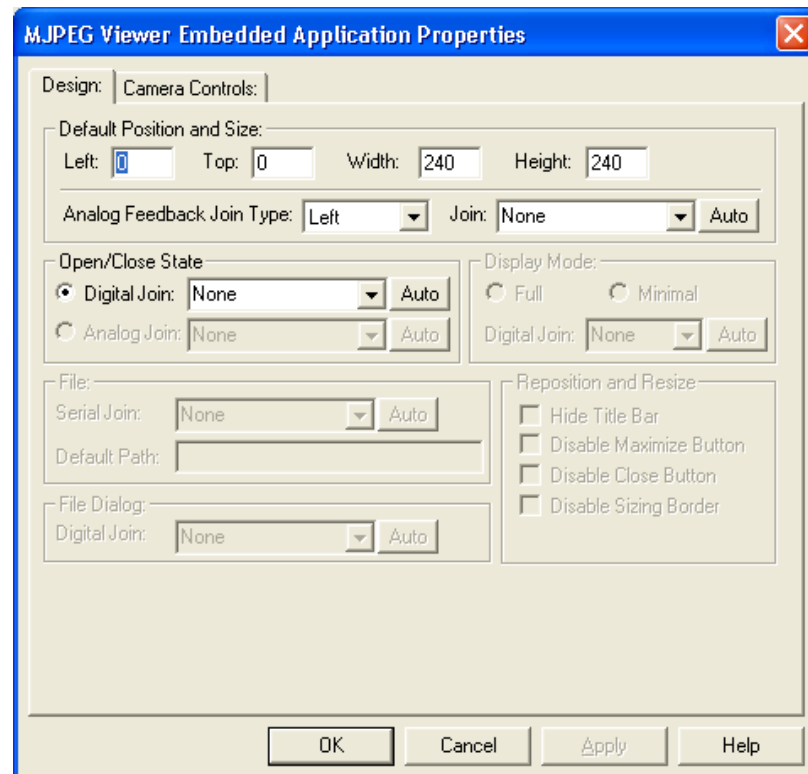 MJPEG Viewer Embedded Application Properties
Design: Camera Controls:
Default Position and Size:
Left: 0 Top: 0 Width: 240 Height: 240
Analog Feedback Join Type: Left Join: None Auto
Open/Close State
Digital Join: None Auto
Analog Join: None Auto
Display Mode:
Full Minimal
Digital Join: None Auto
File:
Serial Join: None Auto
Default Path:
Reposition and Resize
Hide Title Bar
Disable Maximize Button
Disable Close Button
Disable Sizing Border
File Dialog:
Digital Join: None Auto
OK Cancel Apply Help